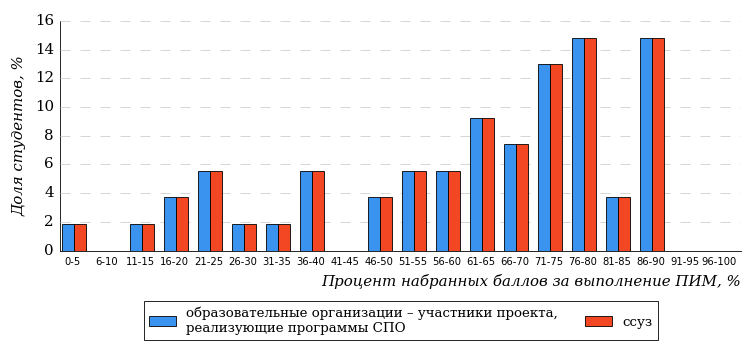 Доля студентов, %
16
14
12
10
8
6
4
2
0
0-5 6-10 11-15 16-20 21-25 26-30 31-35 36-40 41-45 46-50 51-55 56-60 61-65 66-70 71-75 76-80 81-85 86-90 91-95 96-100
Процент набранных баллов за выполнение ПИМ, %
образовательные организации – участники проекта,
реализующие программы СПО
ссуз